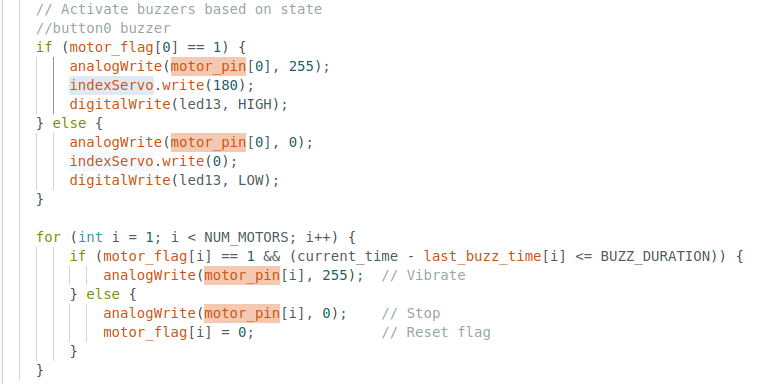 // Activate buzzers based on state
//button0 buzzer
if (motor_flag[0] == 1) {
    analogWrite(motor_pin[0], 255);
    indexServo.write(180);
    digitalWrite(led13, HIGH);
} else {
    analogWrite(motor_pin[0], 0);
    indexServo.write(0);
    digitalWrite(led13, LOW);
}

for (int i = 1; i < NUM_MOTORS; i++) {
    if (motor_flag[i] == 1 && (current_time - last_buzz_time[i] <= BUZZ_DURATION)) {
        analogWrite(motor_pin[i], 255);  // Vibrate
    } else {
        analogWrite(motor_pin[i], 0);    // Stop
        motor_flag[i] = 0;               // Reset flag
    }
}